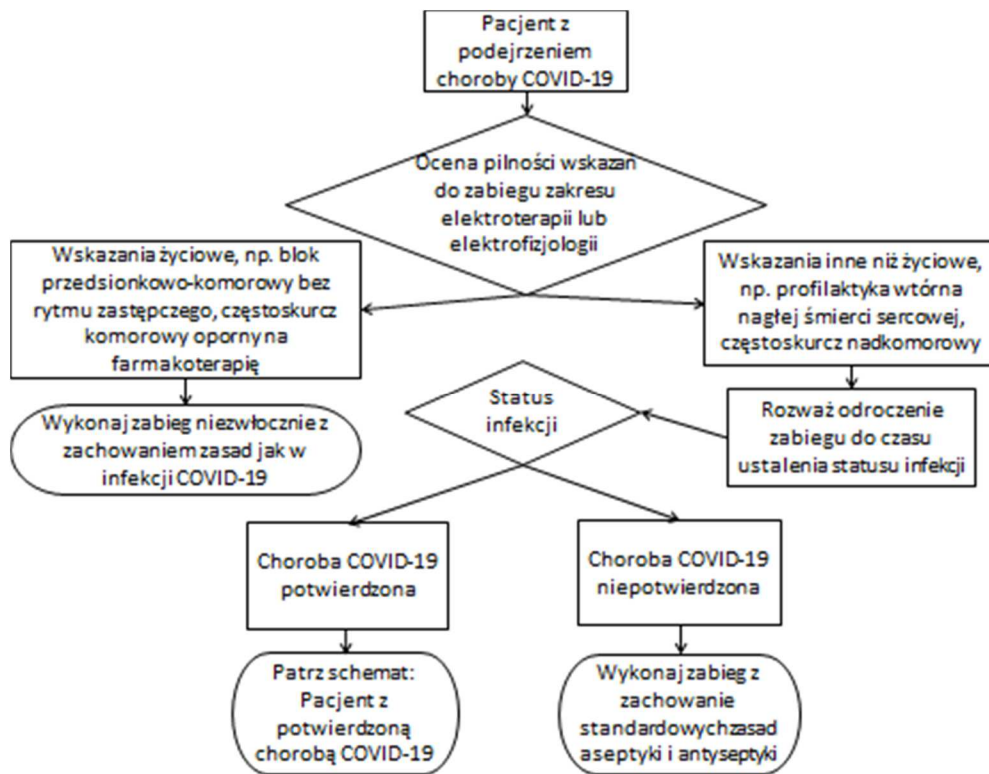 Pacjent z
podejrzeniem
choroby COVID-19
Ocena pilności wskazań
do zabiegu zakresu
elektroterapii lub
elektrofizjologii
Wskazania życiowe, np. blok
przedsionkowo-komorowy bez
rytmu zastępczego, częstoskurcz
komorowy oporny na
farmakoterapię
Wskazania inne niż życiowe,
np. profilaktyka wtórna
nagłej śmierci sercowej,
częstoskurcz nadkomorowy
Wykonaj zabieg niezwłocznie z
zachowaniem zasad jak w
infekcji COVID-19
Status
infekcji
Rozważ odroczenie
zabiegu do czasu
ustalenia statusu infekcji
Choroba COVID-19
potwierdzona
Choroba COVID-19
niepotwierdzona
Patrz schemat:
Pacjent z
potwierdzoną
chorobą COVID-19
Wykonaj zabieg z
zachowanie
standardowychzasad
aseptyki i antyseptyki